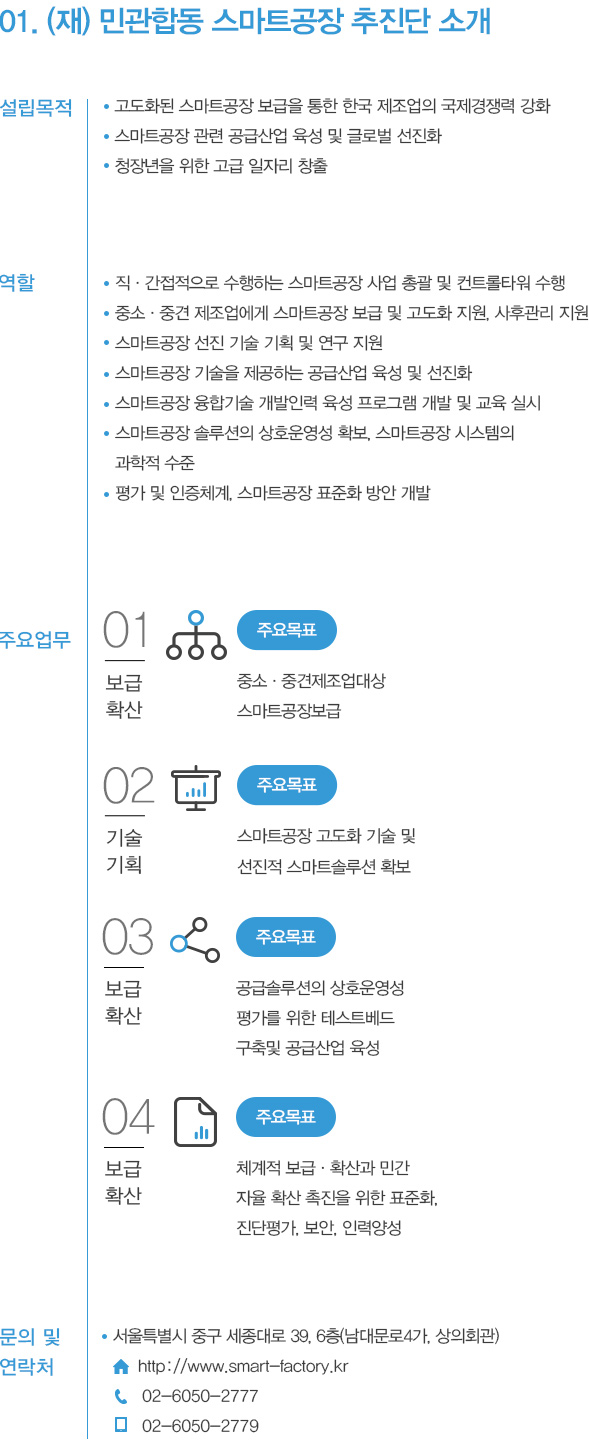 01. (재) 민관합동 스마트공장 추진단 소개
설립목적
• 고도화된 스마트공장 보급을 통한 한국 제조업의 국제경쟁력 강화
• 스마트공장 관련 공급산업 육성 및 글로벌 선진화
• 청장년을 위한 고급 일자리 창출
역할
• 직 · 간접적으로 수행하는 스마트공장 사업 총괄 및 컨트롤타워 수행
• 중소 · 중견 제조업에게 스마트공장 보급 및 고도화 지원, 사후관리 지원
• 스마트공장 선진 기술 기획 및 연구 지원
• 스마트공장 기술을 제공하는 공급산업 육성 및 선진화
• 스마트공장 융합기술 개발인력 육성 프로그램 개발 및 교육 실시
• 스마트공장 솔루션의 상호운영성 확보, 스마트공장 시스템의
과학적 수준
• 평가 및 인증체계, 스마트공장 표준화 방안 개발
주요업무
01
보급
확산
주요목표
중소 · 중견제조업대상
스마트공장보급
02
기술
기획
주요목표
스마트공장 고도화 기술 및
선진적 스마트솔루션 확보
03
보급
확산
주요목표
공급솔루션의 상호운영성
평가를 위한 테스트베드
구축및 공급산업 육성
04
보급
확산
주요목표
체계적 보급 · 확산과 민간
자율 확산 촉진을 위한 표준화,
진단평가, 보안, 인력양성
문의 및
연락처
• 서울특별시 중구 세종대로 39, 6층(남대문로4가, 상의회관)
http://www.smart-factory.kr
02-6050-2777
02-6050-2779